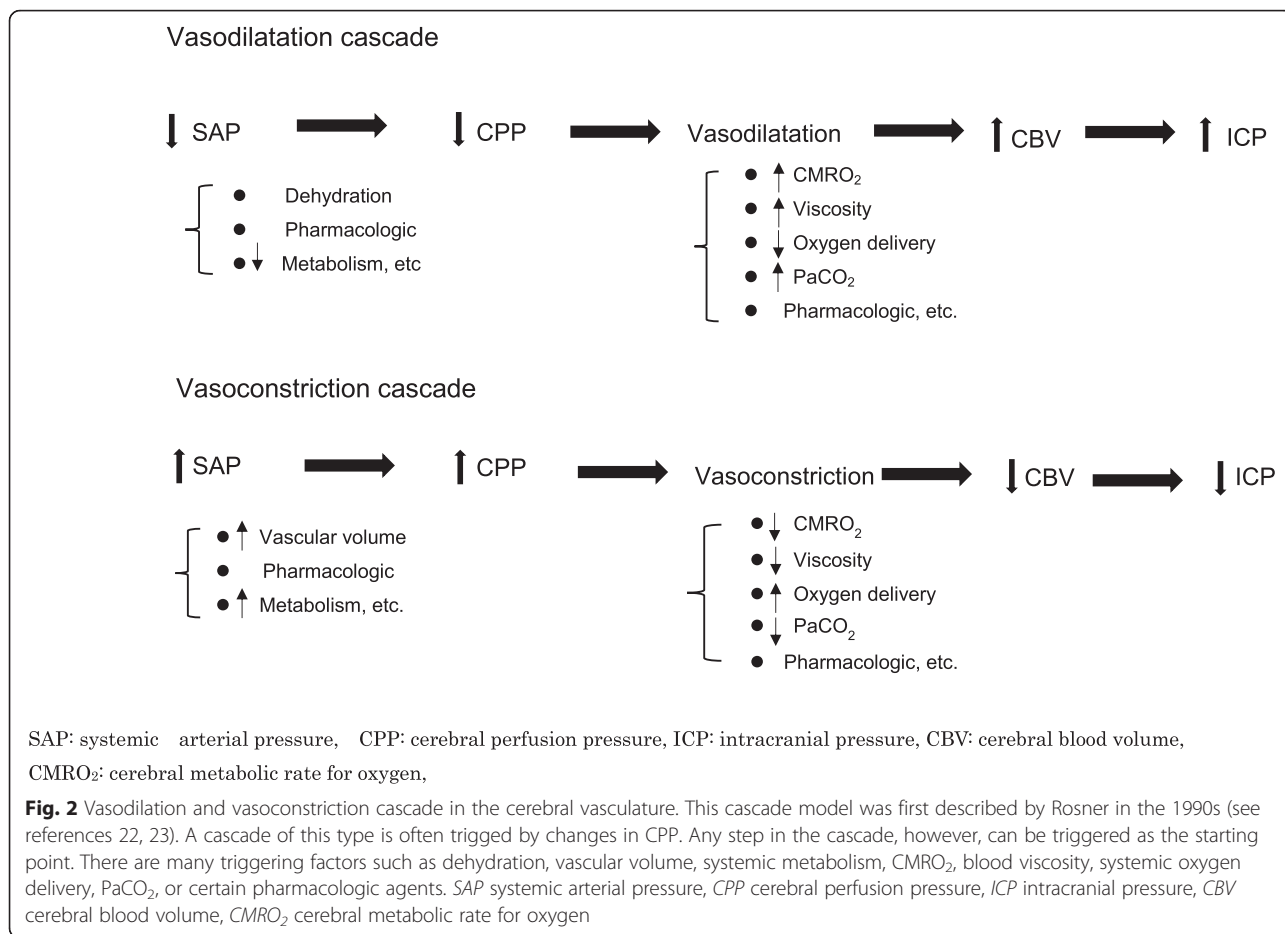 Vasodilatation cascade
↓ SAP ➡ ↓ CPP ➡ Vasodilatation ➡ ↑ CBV ➡ ↑ ICP
● Dehydration
● Pharmacologic
● ↓ Metabolism, etc
● ↑ CMRO₂
● ↑ Viscosity
● ↓ Oxygen delivery
● ↑ PaCO₂
● Pharmacologic, etc.
Vasoconstriction cascade
↑ SAP ➡ ↑ CPP ➡ Vasoconstriction ➡ ↓ CBV ➡ ↓ ICP
● ↑ Vascular volume
● Pharmacologic
● ↑ Metabolism, etc.
● ↓ CMRO₂
● ↓ Viscosity
● ↑ Oxygen delivery
● ↓ PaCO₂
● Pharmacologic, etc.
SAP: systemic arterial pressure, CPP: cerebral perfusion pressure, ICP: intracranial pressure, CBV: cerebral blood volume,
CMRO₂: cerebral metabolic rate for oxygen,
Fig. 2 Vasodilation and vasoconstriction cascade in the cerebral vasculature. This cascade model was first described by Rosner in the 1990s (see
references 22, 23). A cascade of this type is often trigged by changes in CPP. Any step in the cascade, however, can be triggered as the starting
point. There are many triggering factors such as dehydration, vascular volume, systemic metabolism, CMRO₂, blood viscosity, systemic oxygen
delivery, PaCO₂, or certain pharmacologic agents. SAP systemic arterial pressure, CPP cerebral perfusion pressure, ICP intracranial pressure, CBV
cerebral blood volume, CMRO₂ cerebral metabolic rate for oxygen